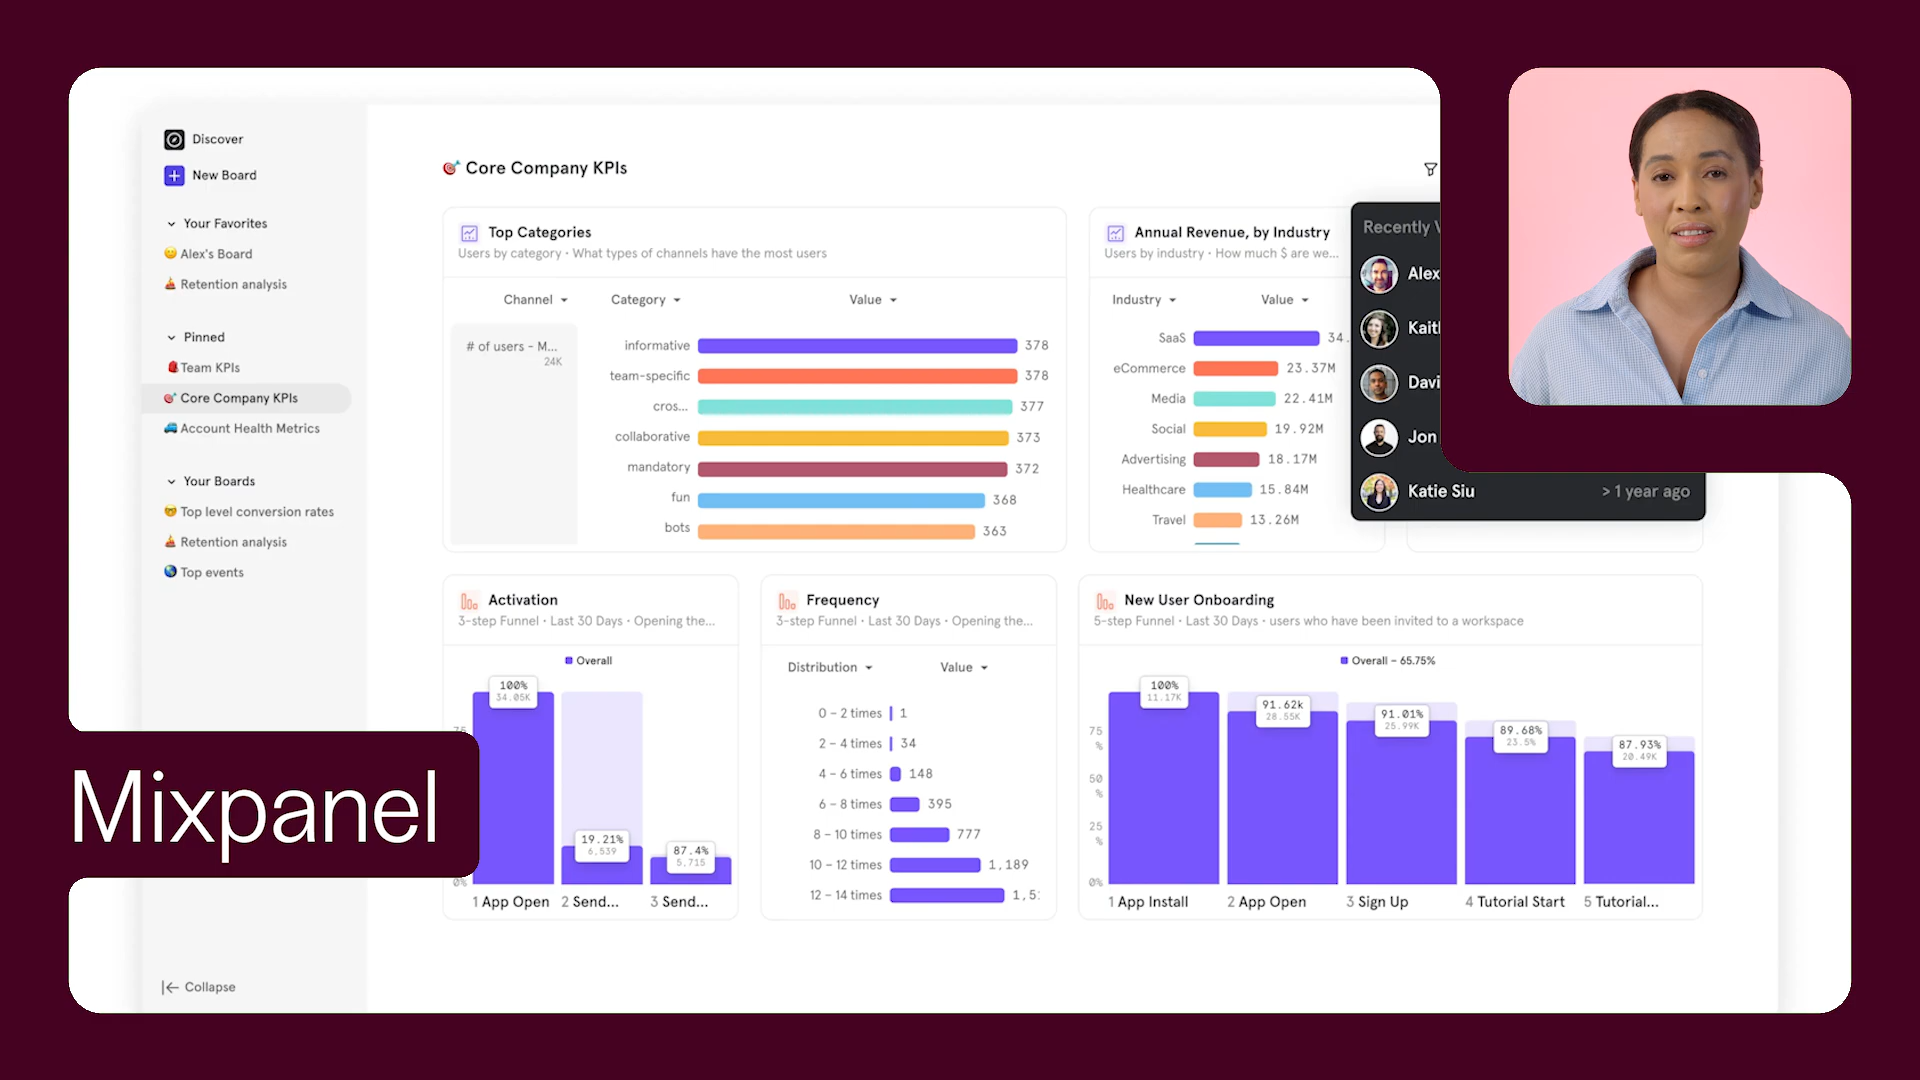 Discover
New Board
Your Favorites
Alex's Board
Retention analysis
Pinned
Team KPIs
Core Company KPIs
Account Health Metrics
Your Boards
Top level conversion rates
Retention analysis
Top events
Collapse
Mixpanel
Core Company KPIs
Top Categories
Users by category • What types of channels have the most users
Channel Category Value
# of users - M...
24K
informative 378
team-specific 378
cros... 377
collaborative 373
mandatory 372
fun 368
bots 363
Annual Revenue, by Industry
Users by industry • How much $ are we...
Industry Value
SaaS 34.
eCommerce 23.37M
Media 22.41M
Social 19.92M
Advertising 18.17M
Healthcare 15.84M
Travel 13.26M
Recently
Alex
Kait
Davi
Jon
Katie Siu > 1 year ago
Activation
3-step Funnel • Last 30 Days • Opening the...
Overall
100%
34.05K
19.21%
6,539
87.4%
5,715
0%
1 App Open 2 Send... 3 Send...
Frequency
3-step Funnel • Last 30 Days • Opening the...
Distribution Value
0 – 2 times 1
2 – 4 times 34
4 – 6 times 148
6 – 8 times 395
8 – 10 times 777
10 – 12 times 1,189
12 – 14 times 1,5
New User Onboarding
5-step Funnel • Last 30 Days • users who have been invited to a workspace
Overall – 65.75%
75
%
50
%
25
%
0%
100%
11.17K
91.62k
28.55K
91.01%
25.99K
89.68%
23.5%
87.93%
20.49K
1 App Install 2 App Open 3 Sign Up 4 Tutorial Start 5 Tutorial...